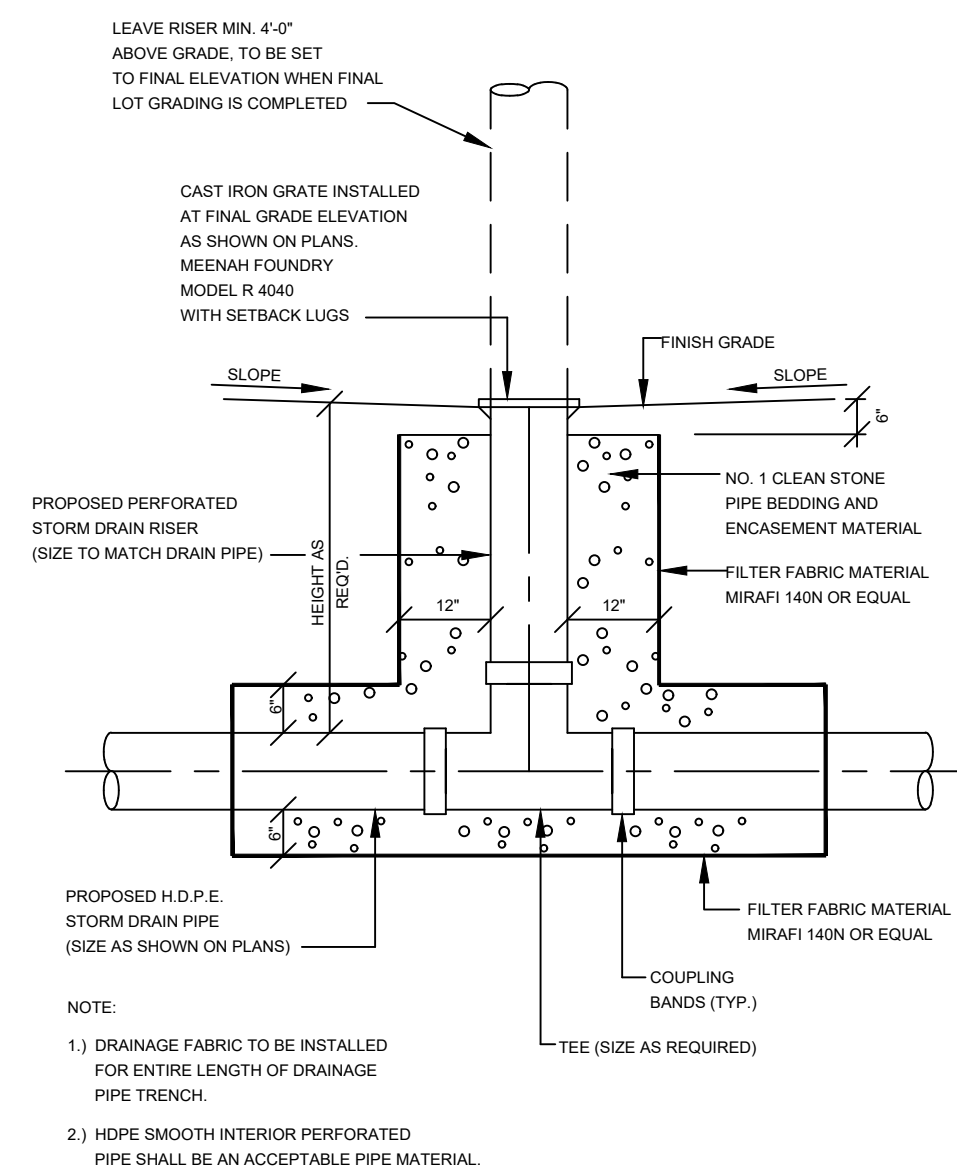 LEAVE RISER MIN. 4'-0"
ABOVE GRADE, TO BE SET
TO FINAL ELEVATION WHEN FINAL
LOT GRADING IS COMPLETED
CAST IRON GRATE INSTALLED
AT FINAL GRADE ELEVATION
AS SHOWN ON PLANS.
MEENAH FOUNDRY
MODEL R 4040
WITH SETBACK LUGS
FINISH GRADE
SLOPE
SLOPE
6"
NO. 1 CLEAN STONE
PIPE BEDDING AND
ENCASEMENT MATERIAL
PROPOSED PERFORATED
STORM DRAIN RISER
(SIZE TO MATCH DRAIN PIPE)
HEIGHT AS
REQ'D.
FILTER FABRIC MATERIAL
MIRAFI 140N OR EQUAL
12"
12"
6"
6"
PROPOSED H.D.P.E.
STORM DRAIN PIPE
(SIZE AS SHOWN ON PLANS)
FILTER FABRIC MATERIAL
MIRAFI 140N OR EQUAL
COUPLING
BANDS (TYP.)
TEE (SIZE AS REQUIRED)
NOTE:
1.) DRAINAGE FABRIC TO BE INSTALLED
FOR ENTIRE LENGTH OF DRAINAGE
PIPE TRENCH.
2.) HDPE SMOOTH INTERIOR PERFORATED
PIPE SHALL BE AN ACCEPTABLE PIPE MATERIAL.